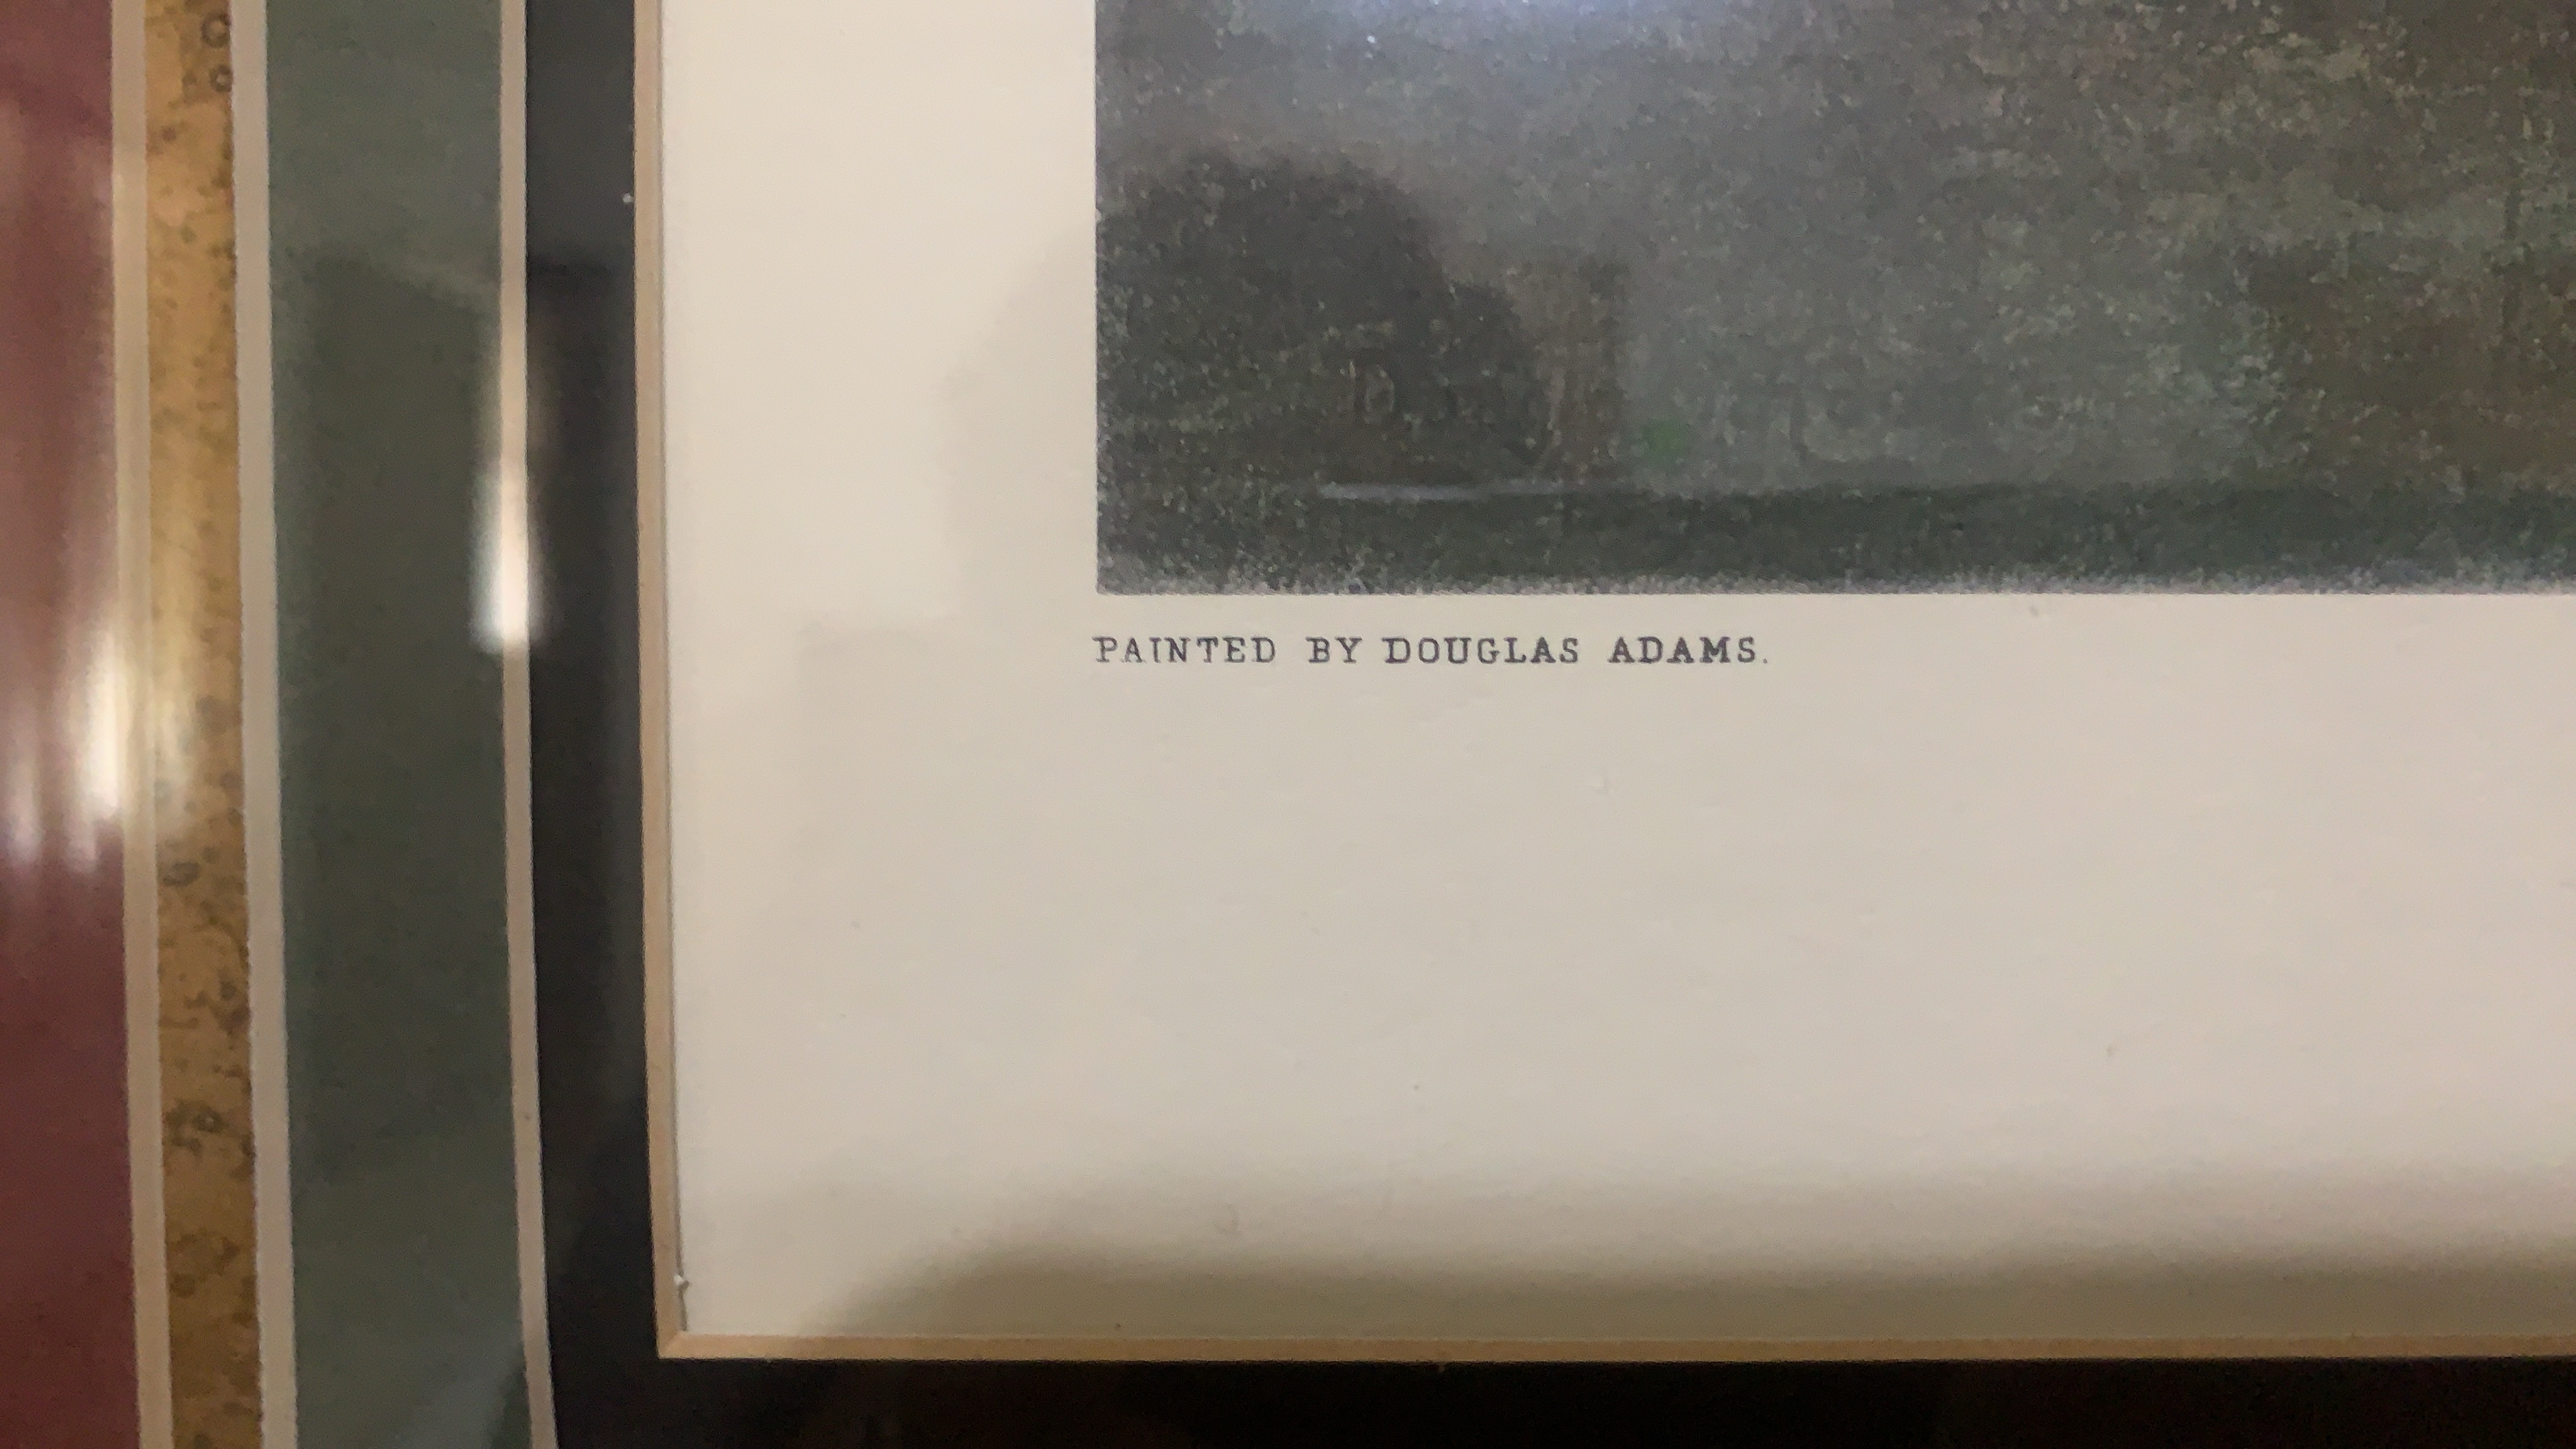 PAINTED BY DOUGLAS ADAMS.